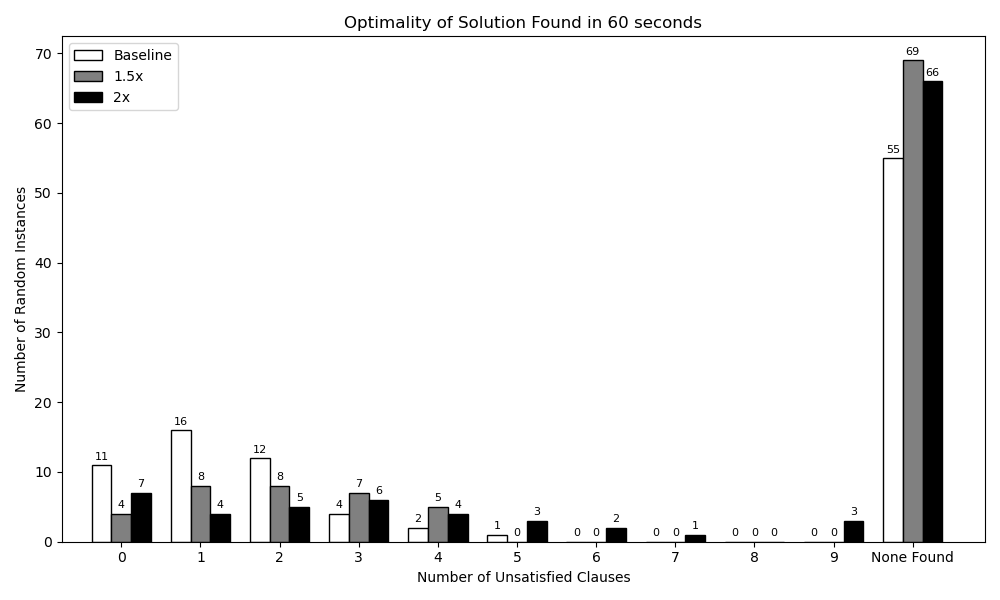 Optimality of Solution Found in 60 seconds
Baseline
1.5x
2x
Number of Random Instances
70
60
50
40
30
20
10
0
11 4 7
16 8 4
12 8 5
4 7 6
2 5 4
1 0 3
0 0 2
0 0 1
0 0 0
0 0 3
55 69 66
0 1 2 3 4 5 6 7 8 9 None Found
Number of Unsatisfied Clauses